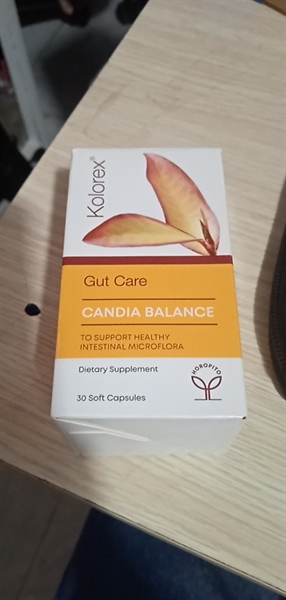 Kolorex®
Gut Care
CANDIA BALANCE
TO SUPPORT HEALTHY
INTESTINAL MICROFLORA
Dietary Supplement
30 Soft Capsules
HOROPITO